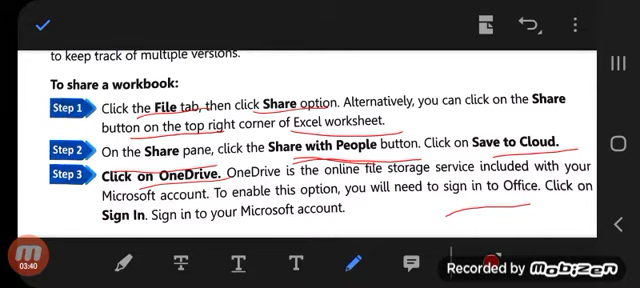 to keep track of multiple versions.
To share a workbook:
Step 1 Click the File tab, then click Share option. Alternatively, you can click on the Share
button on the top right corner of Excel worksheet.
Step 2 On the Share pane, click the Share with People button. Click on Save to Cloud.
Step 3 Click on OneDrive. OneDrive is the online file storage service included with your
Microsoft account. To enable this option, you will need to sign in to Office. Click on
Sign In. Sign in to your Microsoft account.
03:40
T T T
Recorded by mobizen